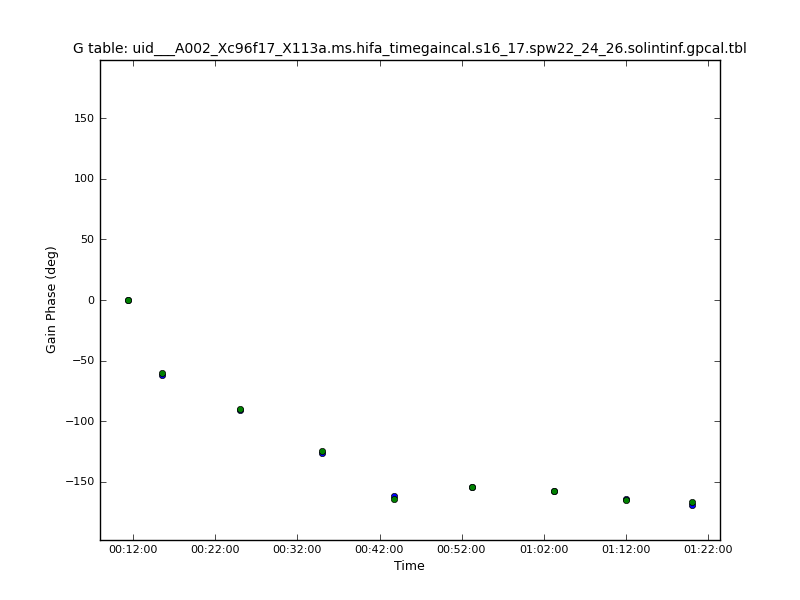 G table: uid___A002_Xc96f17_X113a.ms.hifa_timegaincal.s16_17.spw22_24_26.solintinf.gpcal.tbl
150
100
50
0
−50
−100
−150
Gain Phase (deg)
00:12:00 00:22:00 00:32:00 00:42:00 00:52:00 01:02:00 01:12:00 01:22:00
Time